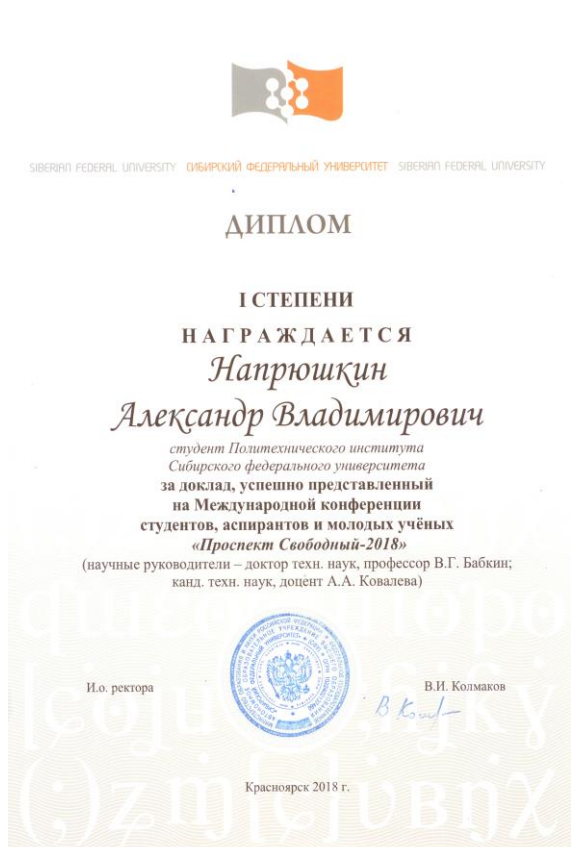 SIBERIAN FEDERAL UNIVERSITY СИБИРСКИЙ ФЕДЕРАЛЬНЫЙ УНИВЕРСИТЕТ SIBERIAN FEDERAL UNIVERSITY
ДИПЛОМ
I СТЕПЕНИ
НАГРАЖДАЕТСЯ
Напрюшкин
Александр Владимирович
студент Политехнического института
Сибирского федерального университета
за доклад, успешно представленный
на Международной конференции
студентов, аспирантов и молодых учёных
«Проспект Свободный-2018»
(научные руководители – доктор техн. наук, профессор В.Г. Бабкин;
канд. техн. наук, доцент А.А. Ковалева)
И.о. ректора
В.И. Колмаков
Красноярск 2018 г.